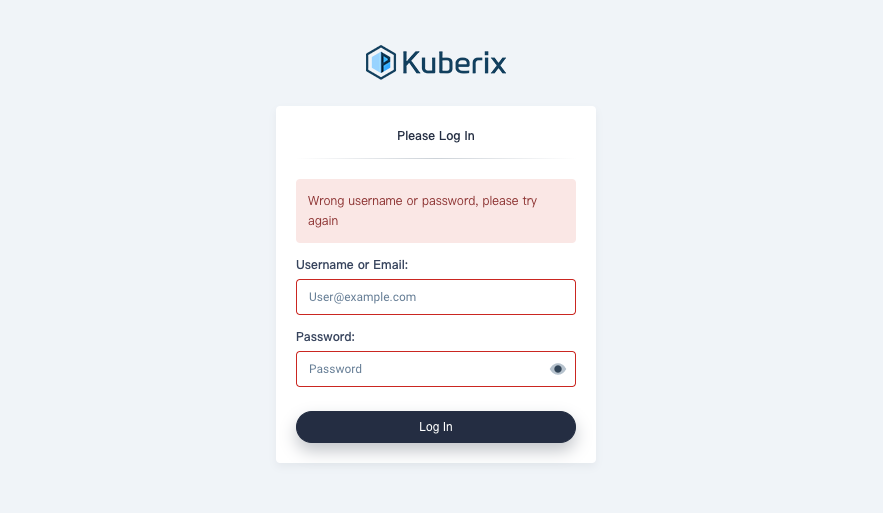 Kuberix
Please Log In
Wrong username or password, please try
again
Username or Email:
User@example.com
Password:
Password
Log In